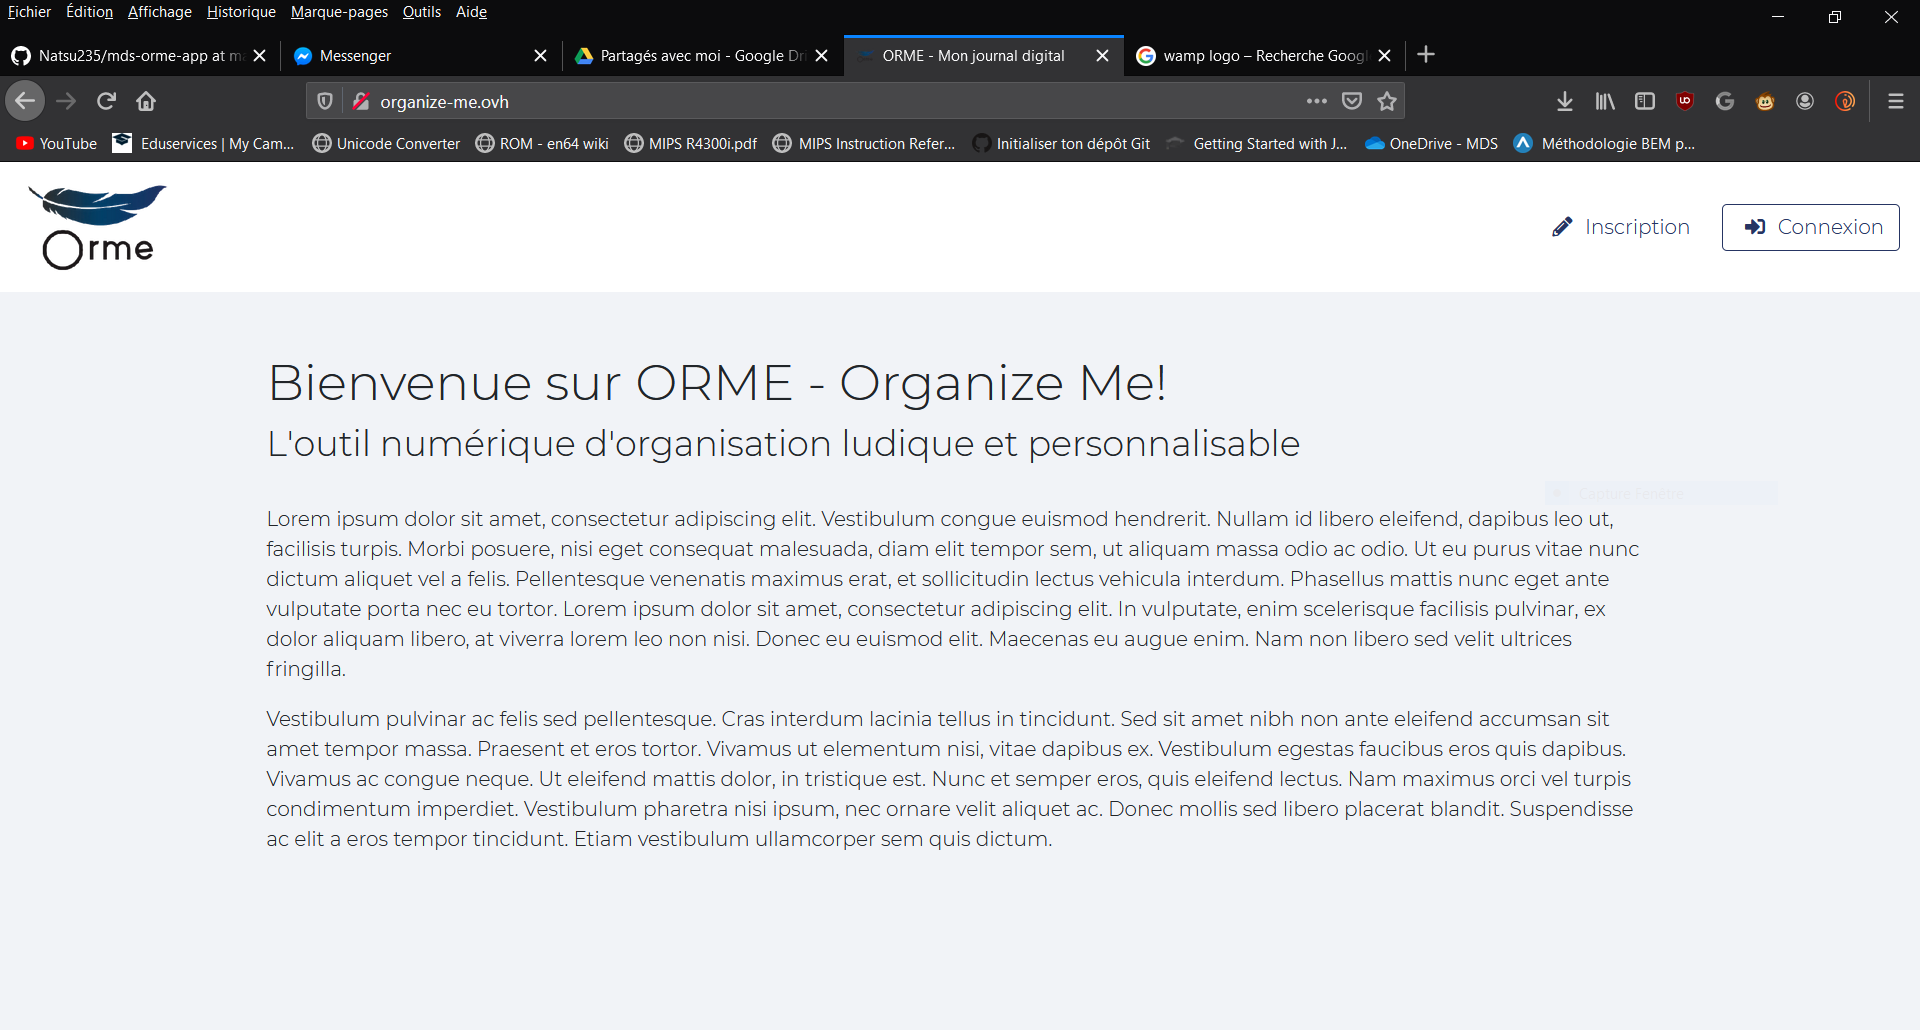 Fichier Édition Affichage Historique Marque-pages Outils Aide
Natsu235/mds-orme-app at m
Messenger
Partagés avec moi - Google Dri
ORME - Mon journal digital
wamp logo – Recherche Googl
organize-me.ovh
YouTube
Eduservices | My Cam...
Unicode Converter
ROM - en64 wiki
MIPS R4300i.pdf
MIPS Instruction Refer...
Initialiser ton dépôt Git
Getting Started with J...
OneDrive - MDS
Méthodologie BEM p...
Orme
Inscription
Connexion
Bienvenue sur ORME - Organize Me!
L'outil numérique d'organisation ludique et personnalisable
Capture Fenêtre
Lorem ipsum dolor sit amet, consectetur adipiscing elit. Vestibulum congue euismod hendrerit. Nullam id libero eleifend, dapibus leo ut,
facilisis turpis. Morbi posuere, nisi eget consequat malesuada, diam elit tempor sem, ut aliquam massa odio ac odio. Ut eu purus vitae nunc
dictum aliquet vel a felis. Pellentesque venenatis maximus erat, et sollicitudin lectus vehicula interdum. Phasellus mattis nunc eget ante
vulputate porta nec eu tortor. Lorem ipsum dolor sit amet, consectetur adipiscing elit. In vulputate, enim scelerisque facilisis pulvinar, ex
dolor aliquam libero, at viverra lorem leo non nisi. Donec eu euismod elit. Maecenas eu augue enim. Nam non libero sed velit ultrices
fringilla.
Vestibulum pulvinar ac felis sed pellentesque. Cras interdum lacinia tellus in tincidunt. Sed sit amet nibh non ante eleifend accumsan sit
amet tempor massa. Praesent et eros tortor. Vivamus ut elementum nisi, vitae dapibus ex. Vestibulum egestas faucibus eros quis dapibus.
Vivamus ac congue neque. Ut eleifend mattis dolor, in tristique est. Nunc et semper eros, quis eleifend lectus. Nam maximus orci vel turpis
condimentum imperdiet. Vestibulum pharetra nisi ipsum, nec ornare velit aliquet ac. Donec mollis sed libero placerat blandit. Suspendisse
ac elit a eros tempor tincidunt. Etiam vestibulum ullamcorper sem quis dictum.